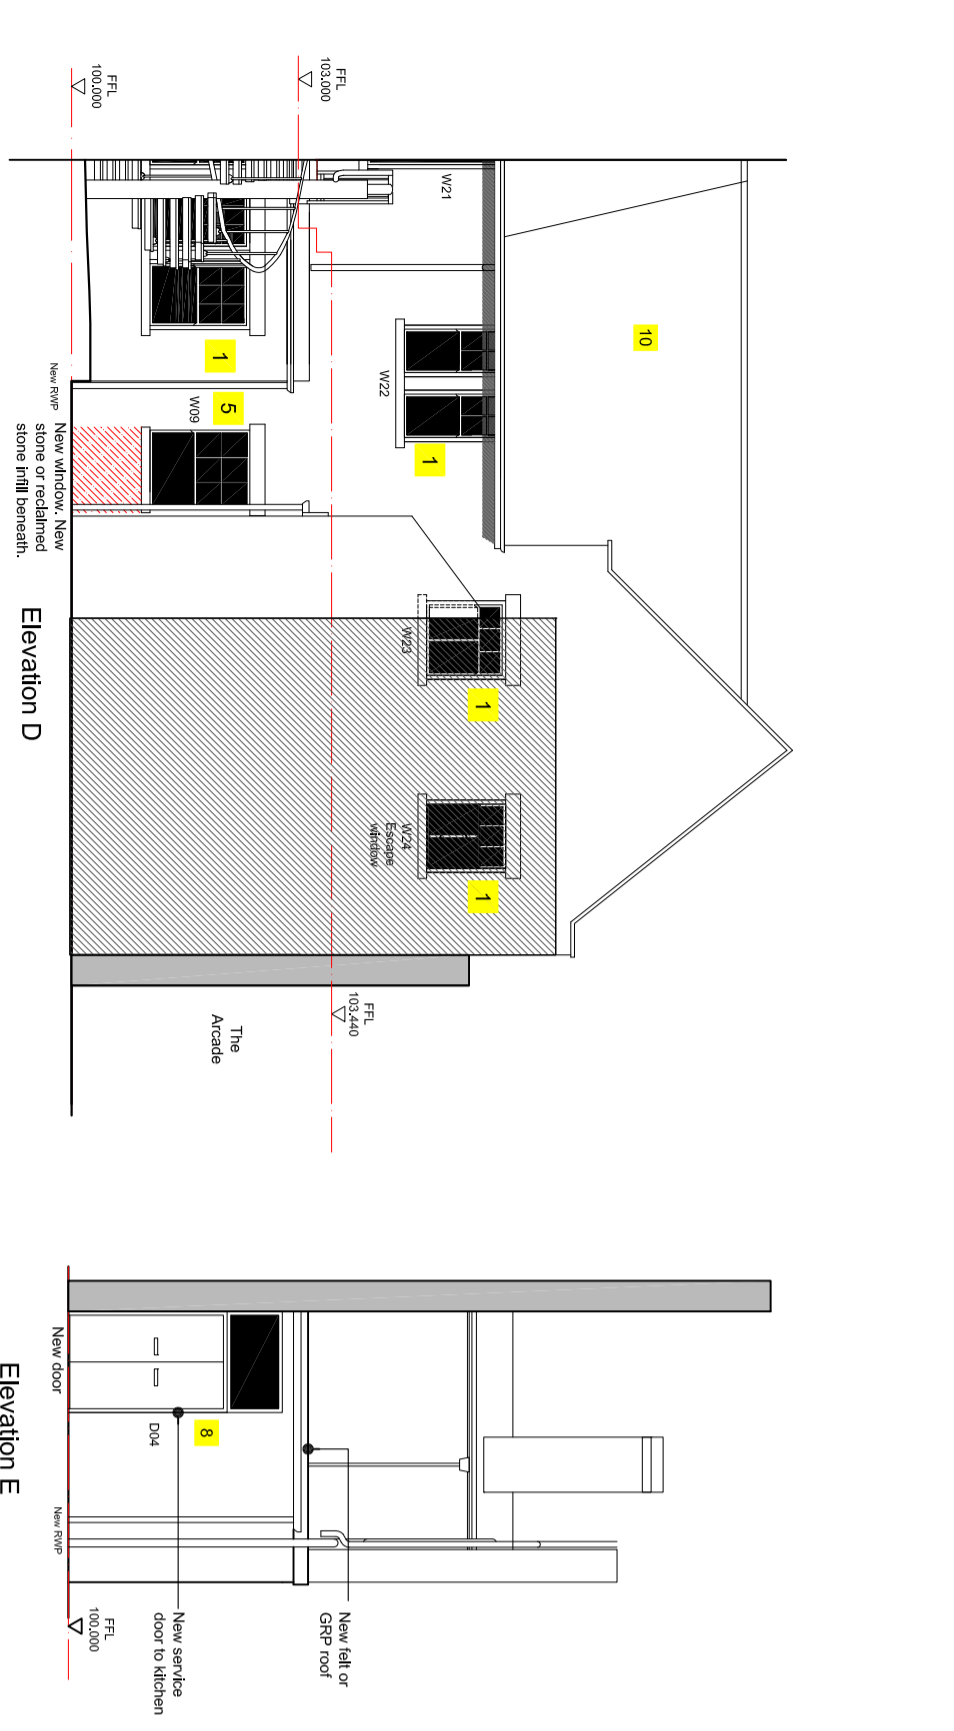 FFL
103.000
FFL
100.000
W21
10
W22
1
1
5
W09
New RWP
New window. New
stone or reclaimed
stone infill beneath.
W23
1
W24
Escape
window
1
FFL
103.440
The
Arcade
Elevation D
New door
8
D04
New RWP
New felt or
GRP roof
New service
door to kitchen
FFL
100.000
Elevation E